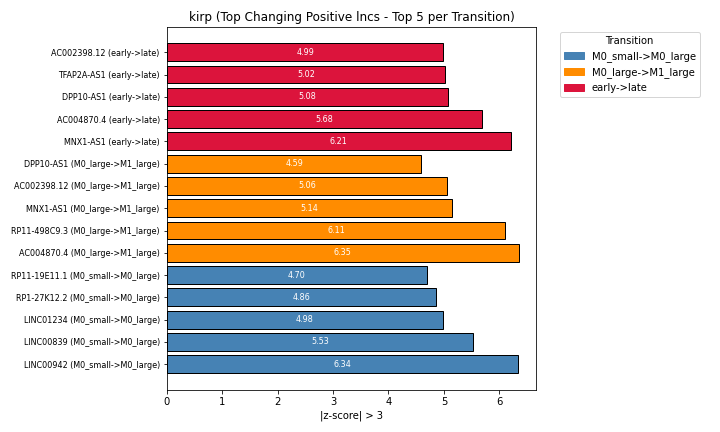 kirp (Top Changing Positive lncs - Top 5 per Transition)
AC002398.12 (early->late) 4.99
TFAP2A-AS1 (early->late) 5.02
DPP10-AS1 (early->late) 5.08
AC004870.4 (early->late) 5.68
MNX1-AS1 (early->late) 6.21
DPP10-AS1 (M0_large->M1_large) 4.59
AC002398.12 (M0_large->M1_large) 5.06
MNX1-AS1 (M0_large->M1_large) 5.14
RP11-498C9.3 (M0_large->M1_large) 6.11
AC004870.4 (M0_large->M1_large) 6.35
RP11-19E11.1 (M0_small->M0_large) 4.70
RP1-27K12.2 (M0_small->M0_large) 4.86
LINC01234 (M0_small->M0_large) 4.98
LINC00839 (M0_small->M0_large) 5.53
LINC00942 (M0_small->M0_large) 6.34
0 1 2 3 4 5 6
|z-score| > 3
Transition
M0_small->M0_large
M0_large->M1_large
early->late